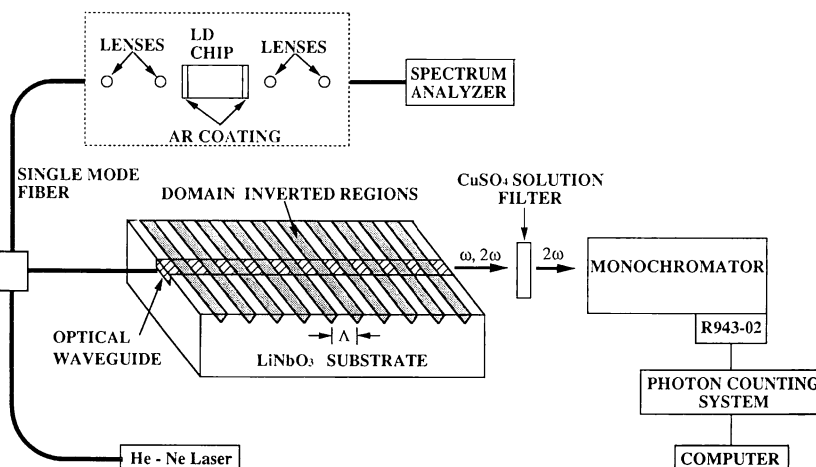 LENSES
LD
CHIP
LENSES
AR COATING
SPECTRUM
ANALYZER
SINGLE MODE
FIBER
DOMAIN INVERTED REGIONS
CuSO4 SOLUTION
FILTER
ω, 2ω
2ω
MONOCHROMATOR
R943-02
OPTICAL
WAVEGUIDE
Λ
LiNbO3 SUBSTRATE
PHOTON COUNTING
SYSTEM
He - Ne Laser
COMPUTER